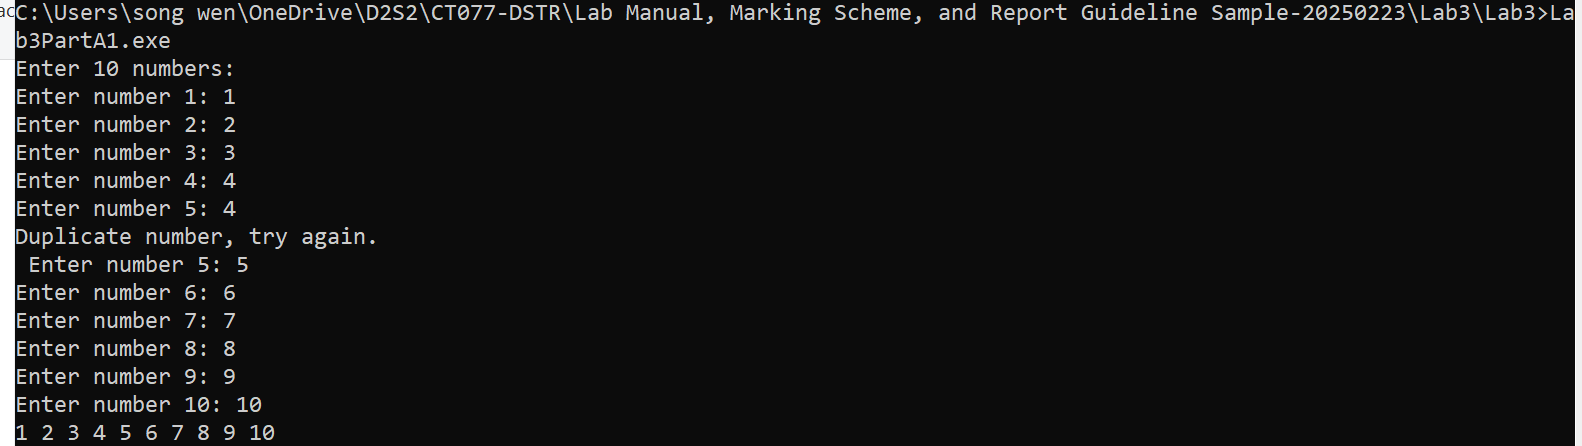 C:\Users\song wen\OneDrive\D2S2\CT077-DSTR\Lab Manual, Marking Scheme, and Report Guideline Sample-20250223\Lab3\Lab3>La
b3PartA1.exe
Enter 10 numbers:
Enter number 1: 1
Enter number 2: 2
Enter number 3: 3
Enter number 4: 4
Enter number 5: 4
Duplicate number, try again.
 Enter number 5: 5
Enter number 6: 6
Enter number 7: 7
Enter number 8: 8
Enter number 9: 9
Enter number 10: 10
1 2 3 4 5 6 7 8 9 10